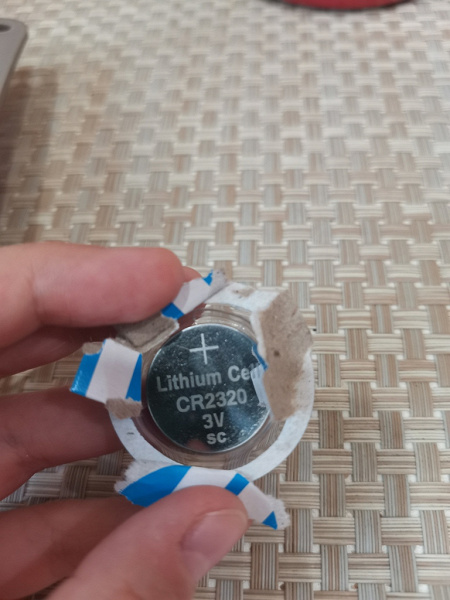 +
Lithium Cell
CR2320
3V
SC